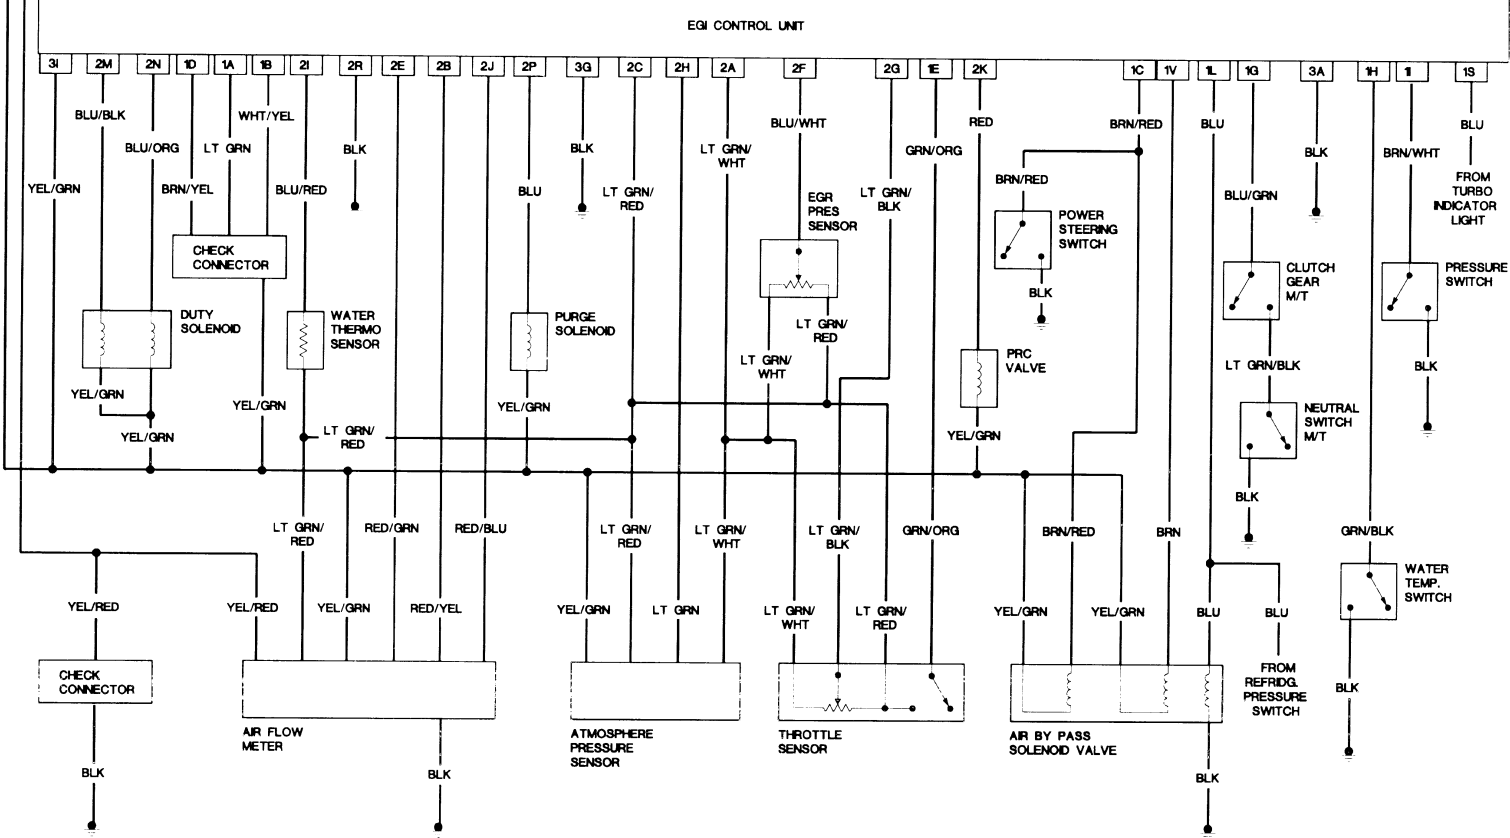 EGI CONTROL UNIT
3I 2M 2N 1D 1A 1B 2I 2R 2E 2B 2J 2P 3G 2C 2H 2A 2F 2G 1E 2K 1C 1V 1L 1G 3A 1H 1I 1S
BLU/BLK
WHT/YEL
BLU/WHT
RED
BRN/RED
BLU
BLU
BLU/ORG
LT GRN
BLK
BLK
LT GRN/
WHT
GRN/ORG
BLK
BRN/WHT
YEL/GRN
BRN/YEL
BLU/RED
BLU
LT GRN/
RED
LT GRN/
BLK
BRN/RED
BLU/GRN
FROM
TURBO
INDICATOR
LIGHT
EGR
PRES
SENSOR
POWER
STEERING
SWITCH
CHECK
CONNECTOR
CLUTCH
GEAR
M/T
PRESSURE
SWITCH
BLK
DUTY
SOLENOID
WATER
THERMO
SENSOR
PURGE
SOLENOID
LT GRN/
RED
LT GRN/
WHT
PRC
VALVE
LT GRN/BLK
BLK
YEL/GRN
YEL/GRN
YEL/GRN
NEUTRAL
SWITCH
M/T
YEL/GRN
LT GRN/
RED
YEL/GRN
BLK
LT GRN/
RED
RED/GRN
RED/BLU
LT GRN/
RED
LT GRN/
WHT
LT GRN/
BLK
GRN/ORG
BRN/RED
BRN
GRN/BLK
WATER
TEMP.
SWITCH
YEL/RED
YEL/RED
YEL/GRN
RED/YEL
YEL/GRN
LT GRN
LT GRN/
WHT
LT GRN/
RED
YEL/GRN
YEL/GRN
BLU
BLU
CHECK
CONNECTOR
FROM
REFRIDG.
PRESSURE
SWITCH
BLK
AIR FLOW
METER
ATMOSPHERE
PRESSURE
SENSOR
THROTTLE
SENSOR
AIR BY PASS
SOLENOID VALVE
BLK
BLK
BLK